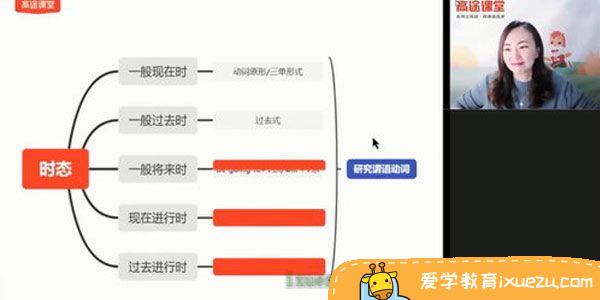 高途课堂
高途课堂
时态
一般现在时
动词原形/三单形式
一般过去时
过去式
一般将来时
现在进行时
过去进行时
研究谓语动词
爱学教育ixuezu.com